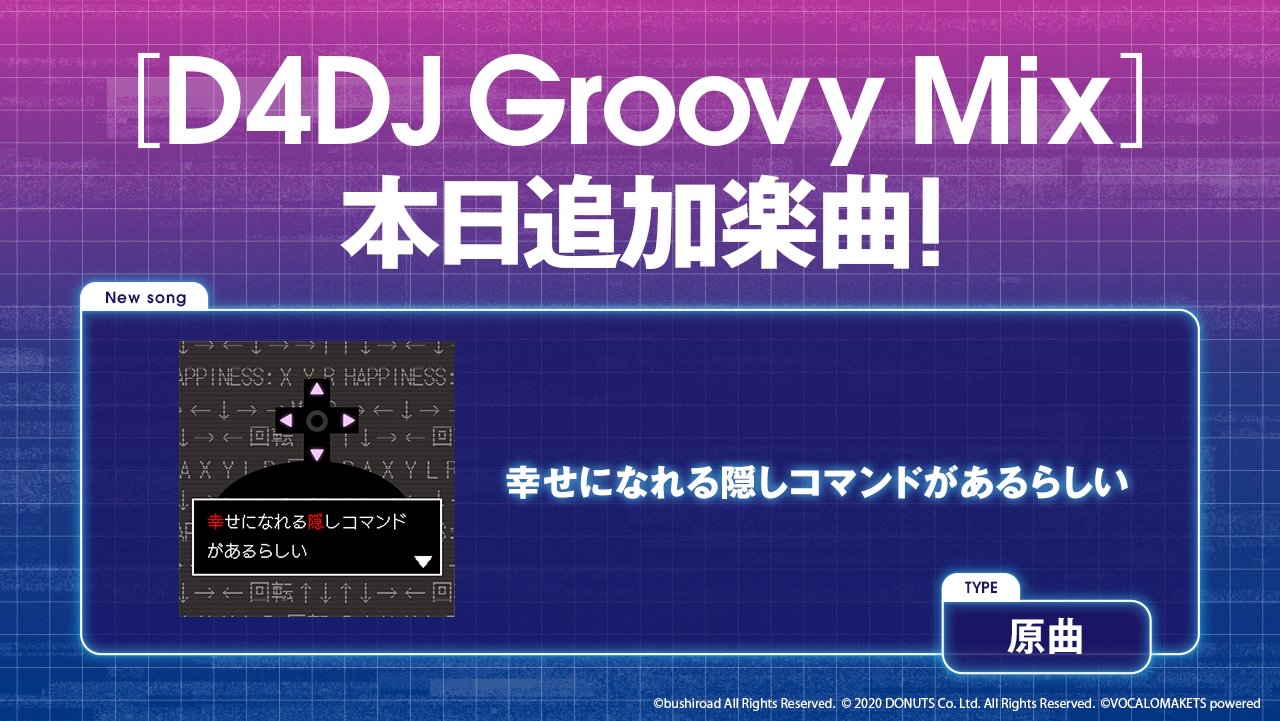 [D4DJ Groovy Mix]
本日追加楽曲!
New song
→ ← → ↓ → → ↑ ↓ → ← ↓ →
APPINESS: X Y R HAPPINESS:
幸せになれる隠しコマンド
があるらしい
幸せになれる隠しコマンドがあるらしい
TYPE
原曲
©bushiroad All Rights Reserved. © 2020 DONUTS Co. Ltd. All Rights Reserved. ©VOCALOMAKETS powered